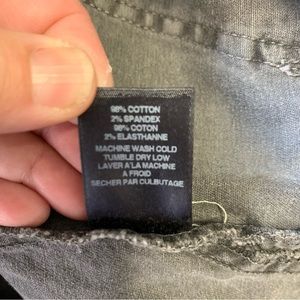 98% COTTON
2% SPANDEX
98% COTON
2% ELASTHANNE
MACHINE WASH COLD
TUMBLE DRY LOW
LAVER A'LA MACHINE
A FROID
SECHER PAR CULBUTAGE